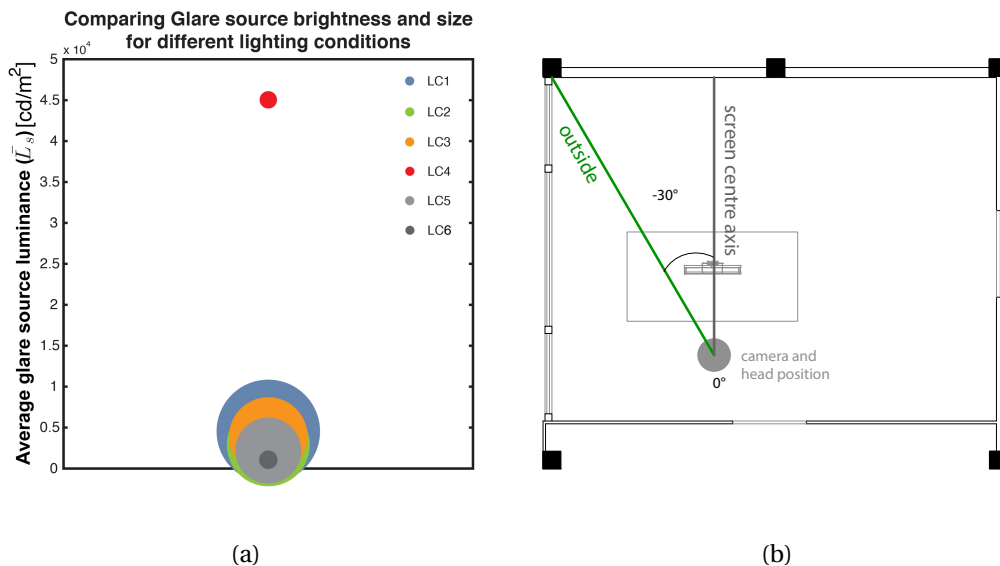 Comparing Glare source brightness and size
for different lighting conditions
x 10⁴
Average glare source luminance (L̄ s) [cd/m²]
5
4.5
4
3.5
3
2.5
2
1.5
1
0.5
0
LC1
LC2
LC3
LC4
LC5
LC6
(a)
outside
-30°
screen centre axis
camera and
head position
0°
(b)